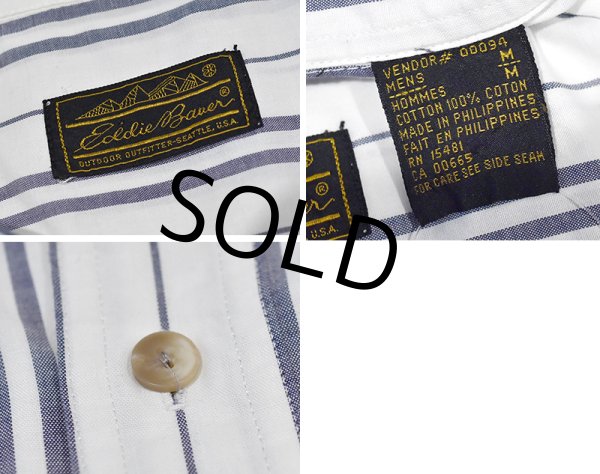 Eddie Bauer®
OUTDOOR OUTFITTER-SEATTLE, U.S.A.
VENDOR# 00094
MENS M
HOMMES M
COTTON 100% COTON
MADE IN PHILIPPINES
FAIT EN PHILIPPINES
RN 15481
CA 00665
FOR CARE SEE SIDE SEAM
®
U.S.A.
SOLD